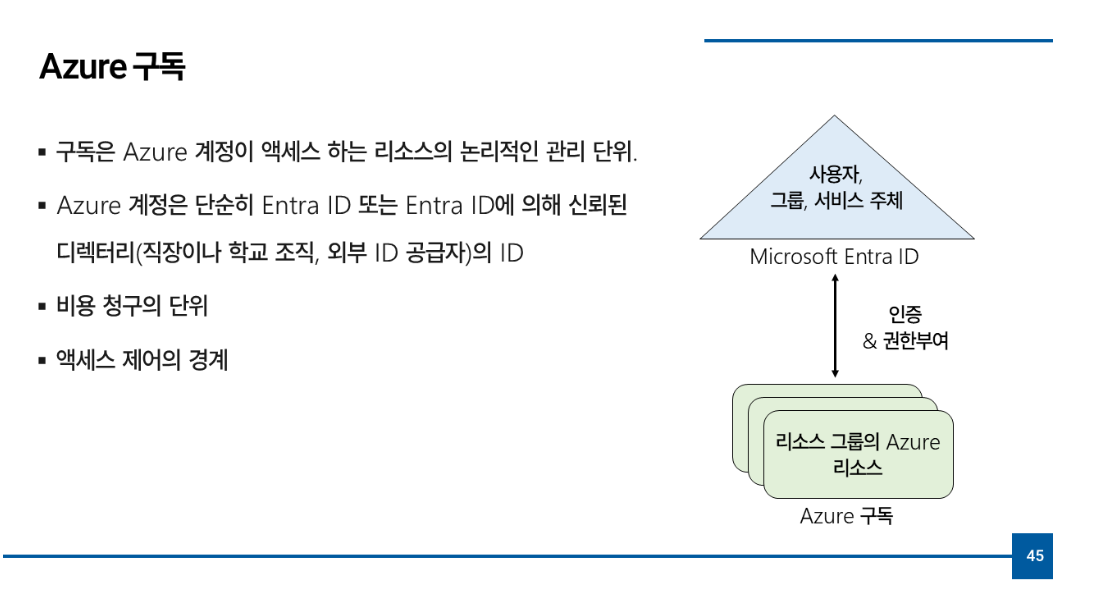 Azure 구독
▪ 구독은 Azure 계정이 액세스 하는 리소스의 논리적인 관리 단위.
▪ Azure 계정은 단순히 Entra ID 또는 Entra ID에 의해 신뢰된
디렉터리(직장이나 학교 조직, 외부 ID 공급자)의 ID
▪ 비용 청구의 단위
▪ 액세스 제어의 경계
사용자,
그룹, 서비스 주체
Microsoft Entra ID
인증
& 권한부여
리소스 그룹의 Azure
리소스
Azure 구독
45